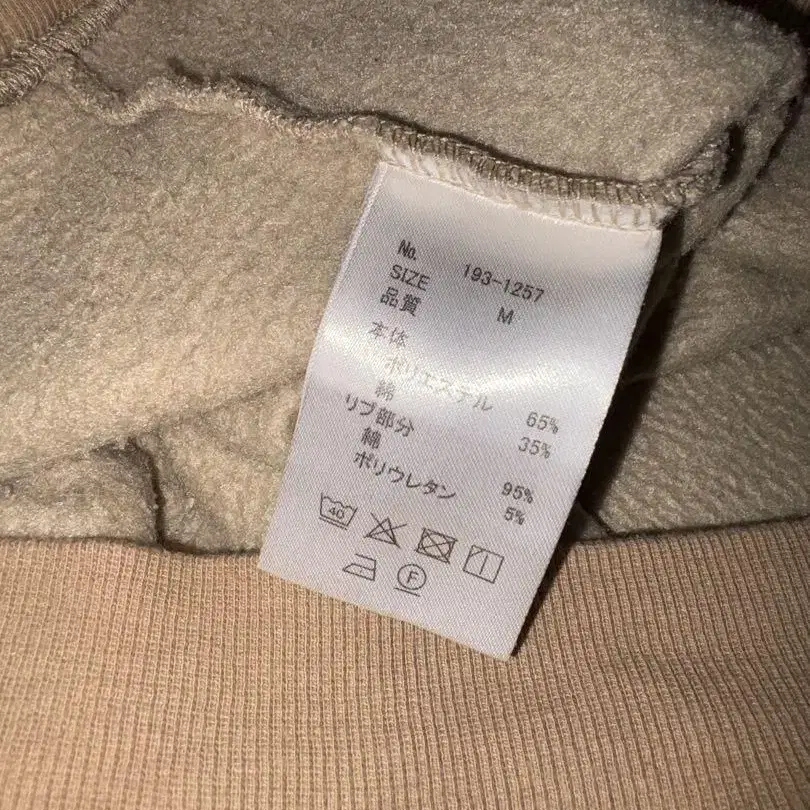 No. 193-1257
SIZE M
品質
本体
ポリエステル 65%
綿 35%
リブ部分
綿 95%
ポリウレタン 5%
40
F